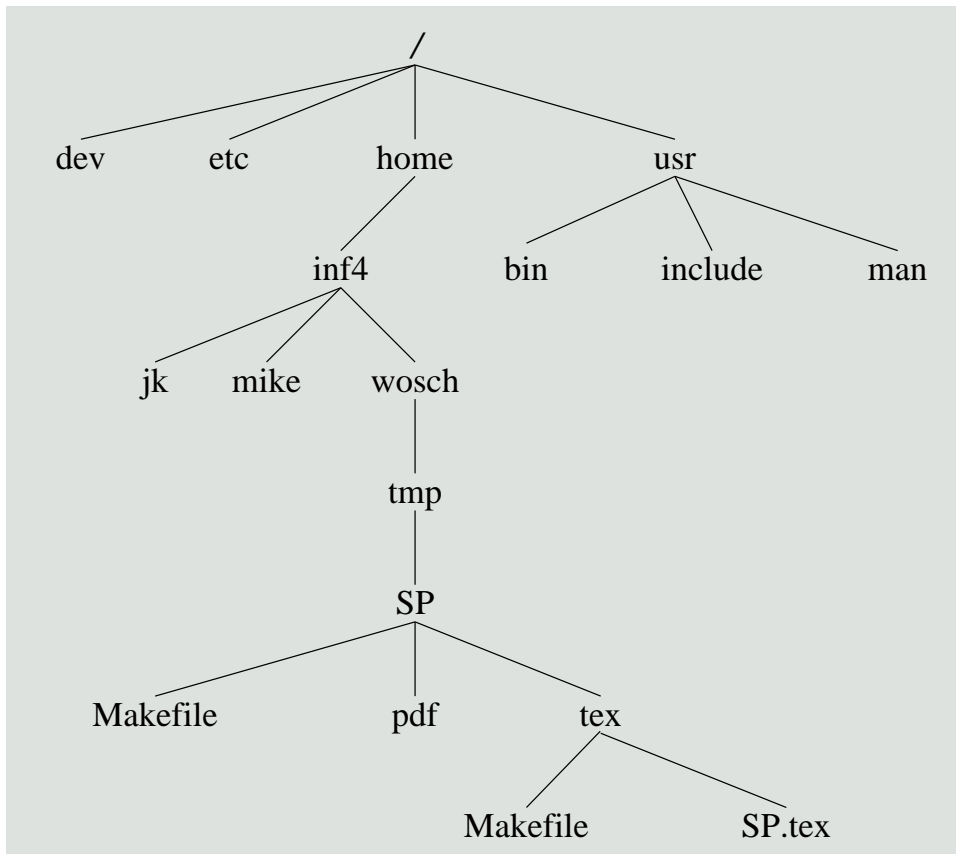 /
dev etc home usr
inf4 bin include man
jk mike wosch
tmp
SP
Makefile pdf tex
Makefile SP.tex